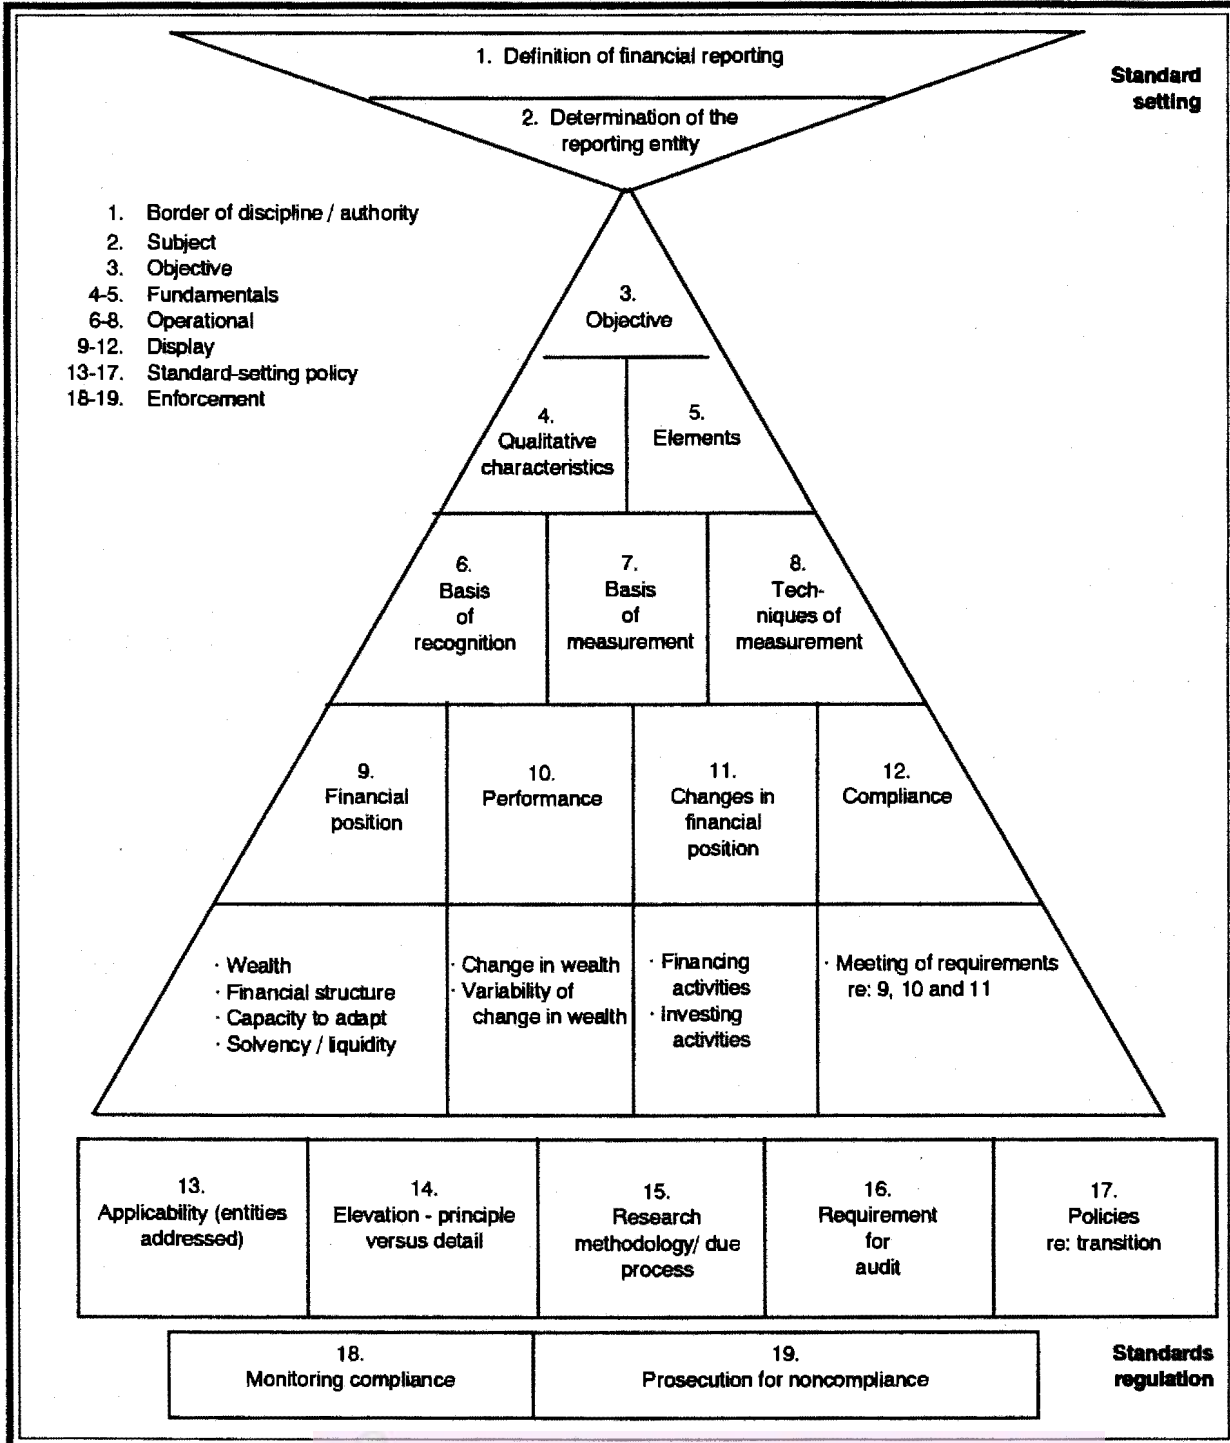 1. Definition of financial reporting
Standard
setting
2. Determination of the
reporting entity
1. Border of discipline / authority
2. Subject
3. Objective
4-5. Fundamentals
6-8. Operational
9-12. Display
13-17. Standard-setting policy
18-19. Enforcement
3.
Objective
4.
Qualitative
characteristics
5.
Elements
6.
Basis
of
recognition
7.
Basis
of
measurement
8.
Tech-
niques of
measurement
9.
Financial
position
10.
Performance
11.
Changes in
financial
position
12.
Compliance
· Wealth
· Financial structure
· Capacity to adapt
· Solvency / liquidity
· Change in wealth
· Variability of
change in wealth
· Financing
activities
· Investing
activities
· Meeting of requirements
re: 9, 10 and 11
13.
Applicability (entities
addressed)
14.
Elevation - principle
versus detail
15.
Research
methodology/ due
process
16.
Requirement
for
audit
17.
Policies
re: transition
18.
Monitoring compliance
19.
Prosecution for noncompliance
Standards
regulation